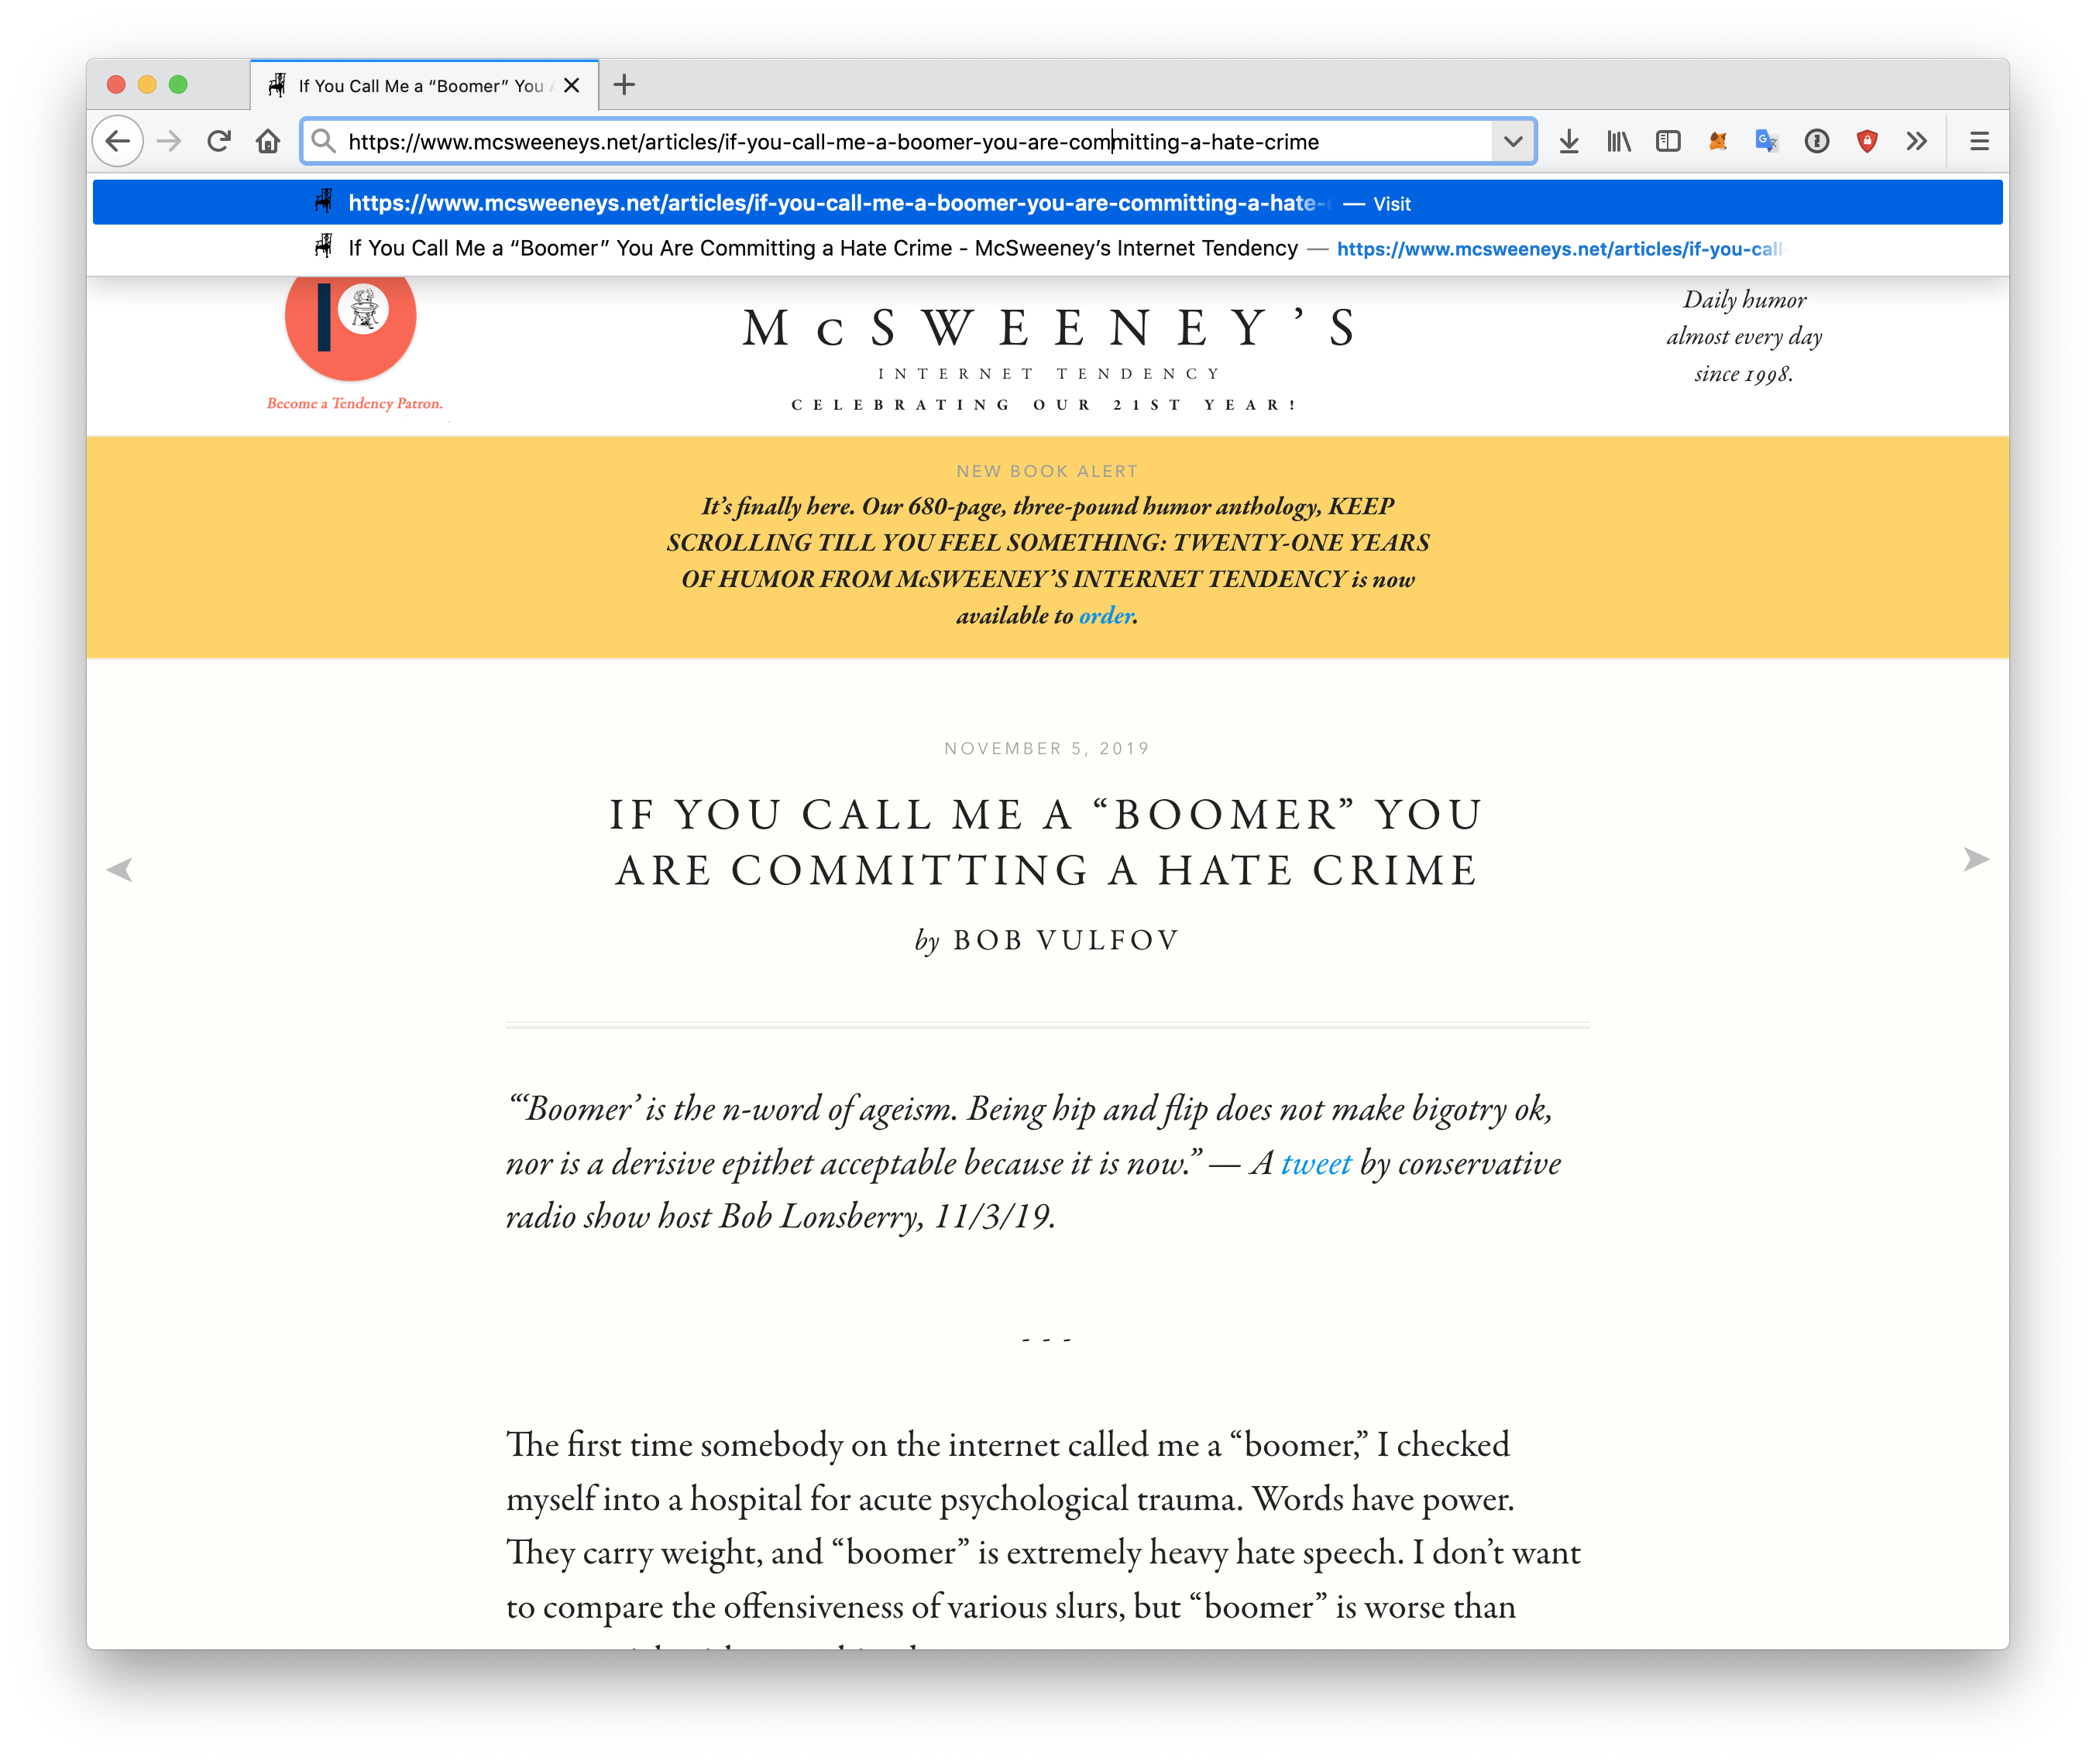 If You Call Me a “Boomer” You
https://www.mcsweeneys.net/articles/if-you-call-me-a-boomer-you-are-committing-a-hate-crime
https://www.mcsweeneys.net/articles/if-you-call-me-a-boomer-you-are-committing-a-hate- — Visit
If You Call Me a “Boomer” You Are Committing a Hate Crime - McSweeney’s Internet Tendency — https://www.mcsweeneys.net/articles/if-you-call-
Become a Tendency Patron.
McSWEENEY’S
INTERNET TENDENCY
CELEBRATING OUR 21ST YEAR!
Daily humor
almost every day
since 1998.
NEW BOOK ALERT
It’s finally here. Our 680-page, three-pound humor anthology, KEEP
SCROLLING TILL YOU FEEL SOMETHING: TWENTY-ONE YEARS
OF HUMOR FROM McSWEENEY’S INTERNET TENDENCY is now
available to order.
NOVEMBER 5, 2019
IF YOU CALL ME A “BOOMER” YOU
ARE COMMITTING A HATE CRIME
by BOB VULFOV
“‘Boomer’ is the n-word of ageism. Being hip and flip does not make bigotry ok,
nor is a derisive epithet acceptable because it is now.” — A tweet by conservative
radio show host Bob Lonsberry, 11/3/19.
- - -
The first time somebody on the internet called me a “boomer,” I checked
myself into a hospital for acute psychological trauma. Words have power.
They carry weight, and “boomer” is extremely heavy hate speech. I don’t want
to compare the offensiveness of various slurs, but “boomer” is worse than